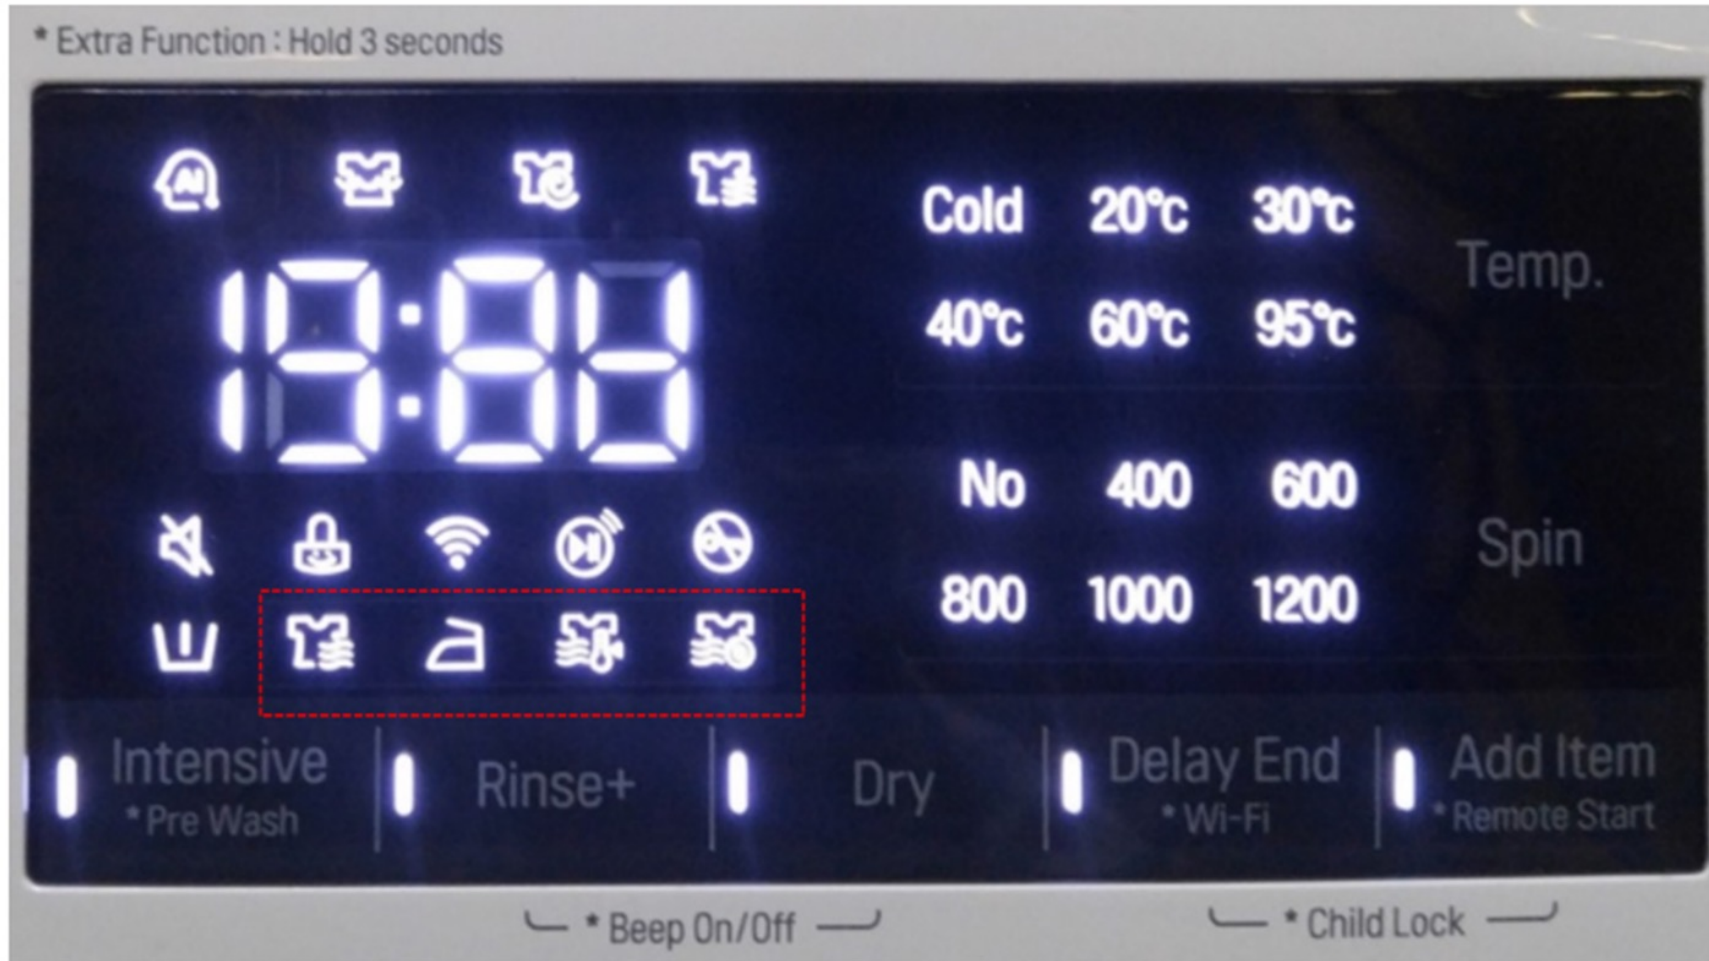 * Extra Function : Hold 3 seconds
AI
Cold 20°c 30°c
Temp.
40°c 60°c 95°c
No 400 600
Spin
800 1000 1200
Intensive
* Pre Wash
Rinse+
Dry
Delay End
* Wi-Fi
Add Item
* Remote Start
* Beep On/Off
* Child Lock